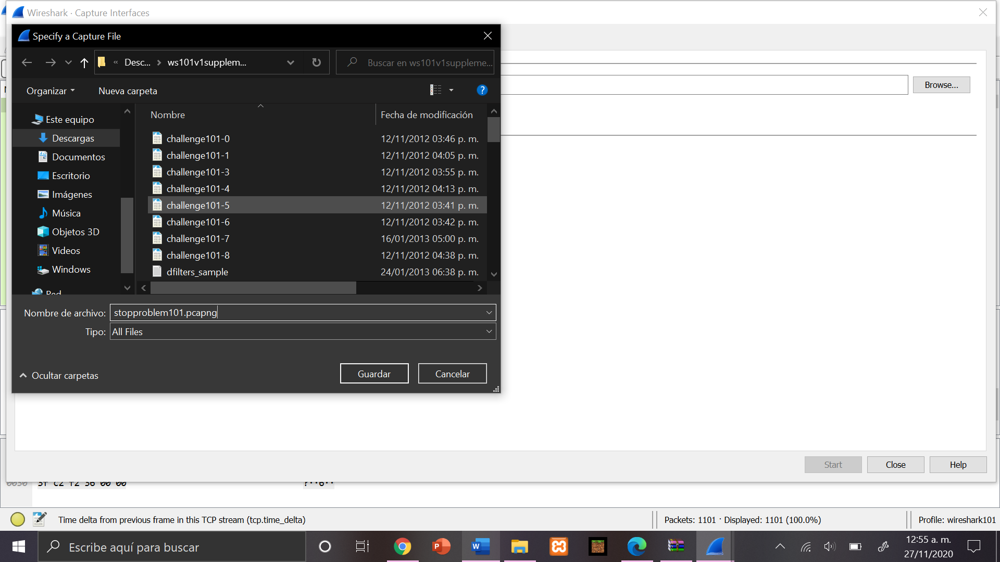 Wireshark · Capture Interfaces
Specify a Capture File
« Desc... › ws101v1supplem...
Buscar en ws101v1suppleme...
Browse...
Organizar
Nueva carpeta
?
Este equipo
Descargas
Documentos
Escritorio
Imágenes
Música
Objetos 3D
Videos
Windows
Red
Nombre Fecha de modificación
challenge101-0 12/11/2012 03:46 p. m.
challenge101-1 12/11/2012 04:05 p. m.
challenge101-3 12/11/2012 03:55 p. m.
challenge101-4 12/11/2012 04:13 p. m.
challenge101-5 12/11/2012 03:41 p. m.
challenge101-6 12/11/2012 03:42 p. m.
challenge101-7 16/01/2013 05:00 p. m.
challenge101-8 12/11/2012 04:38 p. m.
dfilters_sample 24/01/2013 06:38 p. m.
Nombre de archivo: stopproblem101.pcapng
Tipo: All Files
Ocultar carpetas
Guardar
Cancelar
Start
Close
Help
0030 3f c2 f2 36 00 00 ?··6··
Time delta from previous frame in this TCP stream (tcp.time_delta)
Packets: 1101 · Displayed: 1101 (100.0%)
Profile: wireshark101
Escribe aquí para buscar
P
W
12:55 a. m.
27/11/2020